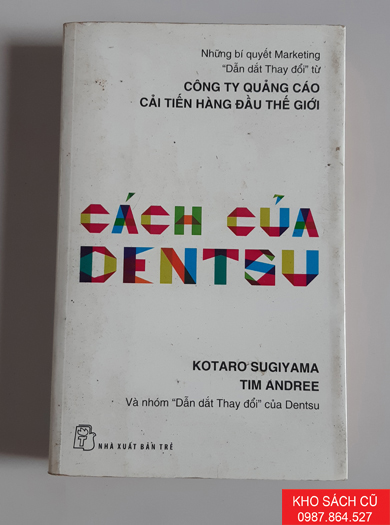 Những bí quyết Marketing
"Dẫn dắt Thay đổi" từ
CÔNG TY QUẢNG CÁO
CẢI TIẾN HÀNG ĐẦU THẾ GIỚI
CÁCH CỦA
DENTSU
KOTARO SUGIYAMA
TIM ANDREE
Và nhóm "Dẫn dắt Thay đổi" của Dentsu
NHÀ XUẤT BẢN TRẺ
KHO SÁCH CŨ
0987.864.527